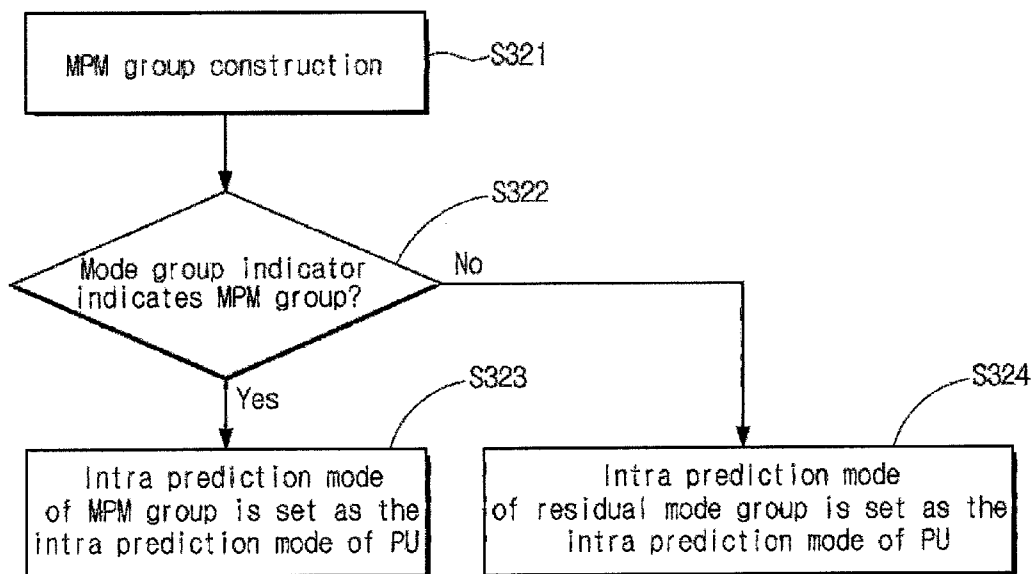 MPM group construction
S321
S322
Mode group indicator
indicates MPM group?
No
Yes
S323
S324
Intra prediction mode
of MPM group is set as the
intra prediction mode of PU
Intra prediction mode
of residual mode group is set as the
intra prediction mode of PU